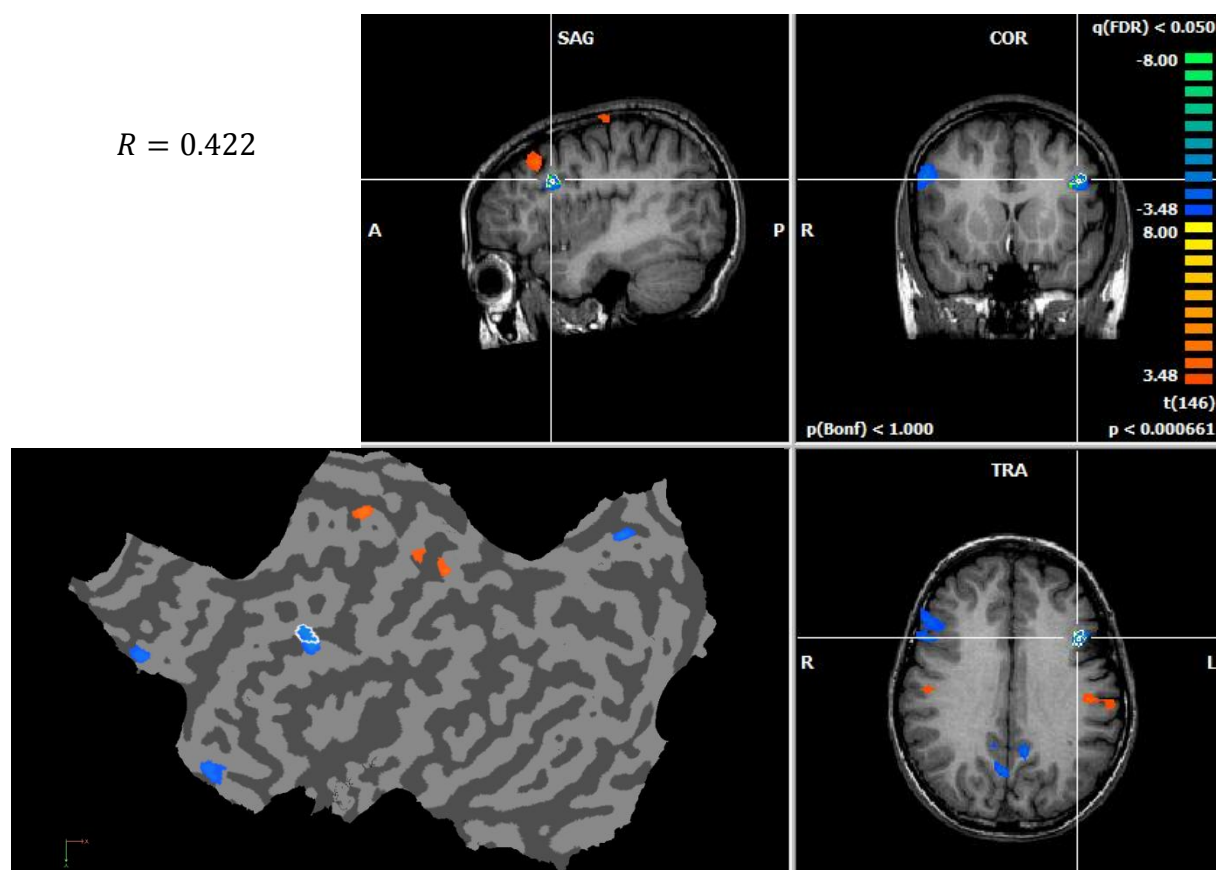 R = 0.422
SAG
A
P
COR
q(FDR) < 0.050
-8.00
-3.48
8.00
3.48
t(146)
R
p(Bonf) < 1.000
p < 0.000661
TRA
R
L